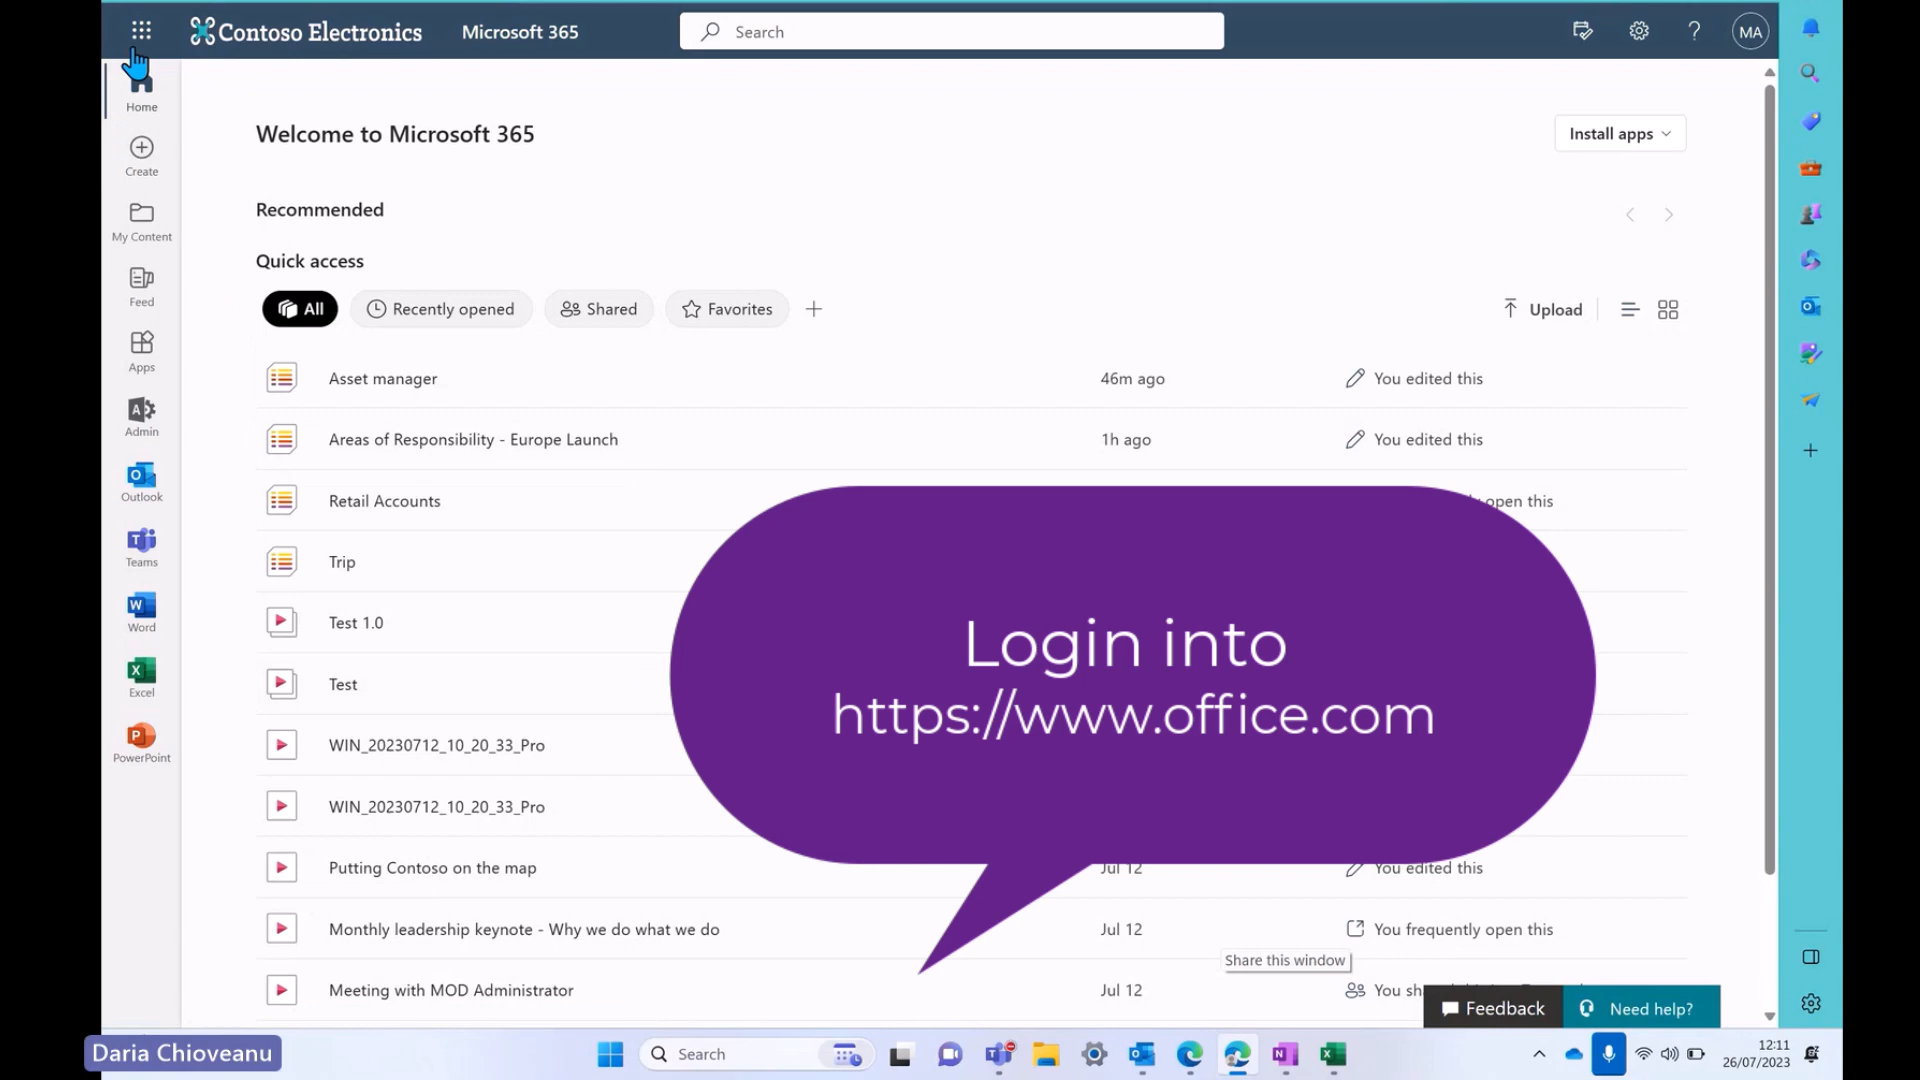 Contoso Electronics
Microsoft 365
Search
MA
Home
Create
My Content
Feed
Apps
Admin
Outlook
Teams
Word
Excel
PowerPoint
Welcome to Microsoft 365
Install apps
Recommended
Quick access
All
Recently opened
Shared
Favorites
Upload
Asset manager
46m ago
You edited this
Areas of Responsibility - Europe Launch
1h ago
You edited this
Retail Accounts
open this
Trip
Test 1.0
Test
WIN_20230712_10_20_33_Pro
WIN_20230712_10_20_33_Pro
Putting Contoso on the map
Jul 12
You edited this
Monthly leadership keynote - Why we do what we do
Jul 12
You frequently open this
Meeting with MOD Administrator
Jul 12
You
Login into
https://www.office.com
Share this window
Feedback
Need help?
Daria Chioveanu
Search
12:11
26/07/2023